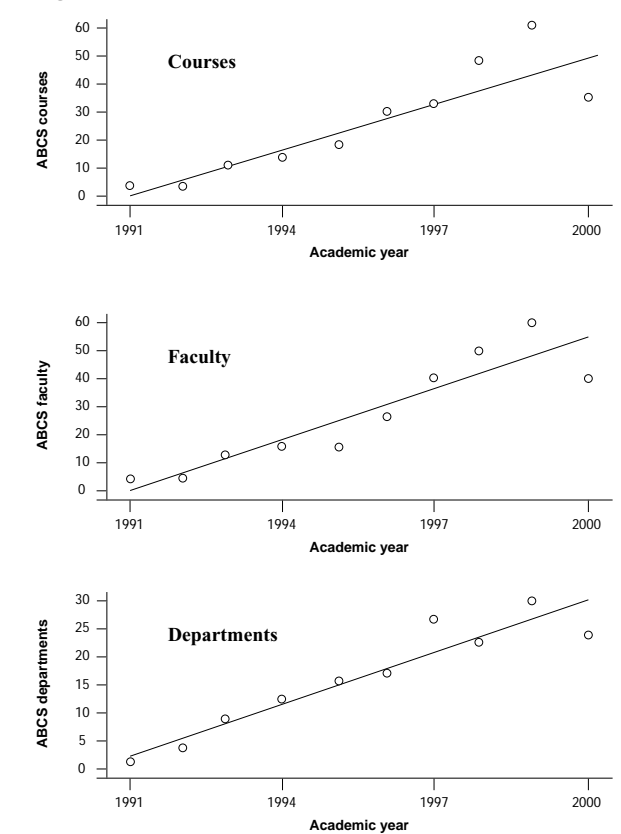 60
50
40
30
20
10
0
Courses
ABCS courses
1991 1994 1997 2000
Academic year
60
50
40
30
20
10
0
Faculty
ABCS faculty
1991 1994 1997 2000
Academic year
30
25
20
15
10
5
0
Departments
ABCS departments
1991 1994 1997 2000
Academic year